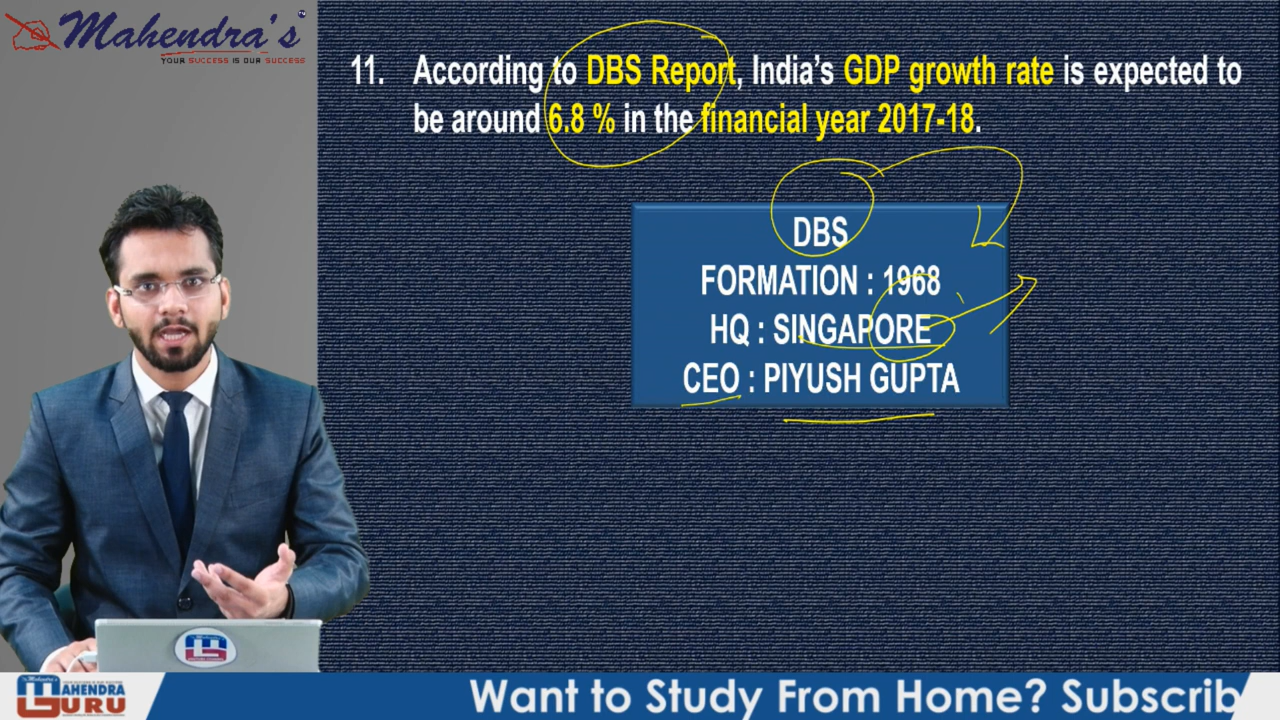 Mahendra's
YOUR SUCCESS IS OUR SUCCESS
11. According to DBS Report, India's GDP growth rate is expected to
be around 6.8 % in the financial year 2017-18.
DBS
FORMATION : 1968
HQ : SINGAPORE
CEO : PIYUSH GUPTA
MAHENDRA
GURU
Want to Study From Home? Subscrib